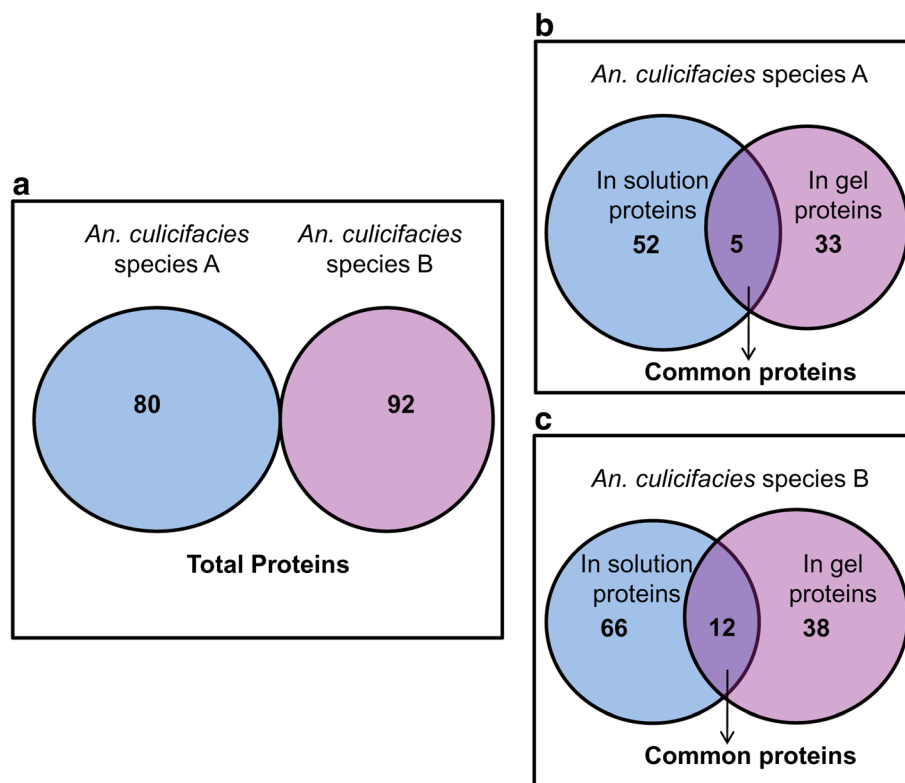 a
An. culicifacies
species A
An. culicifacies
species B
80
92
Total Proteins
b
An. culicifacies species A
In solution
proteins
52
5
In gel
proteins
33
Common proteins
c
An. culicifacies species B
In solution
proteins
66
12
In gel
proteins
38
Common proteins